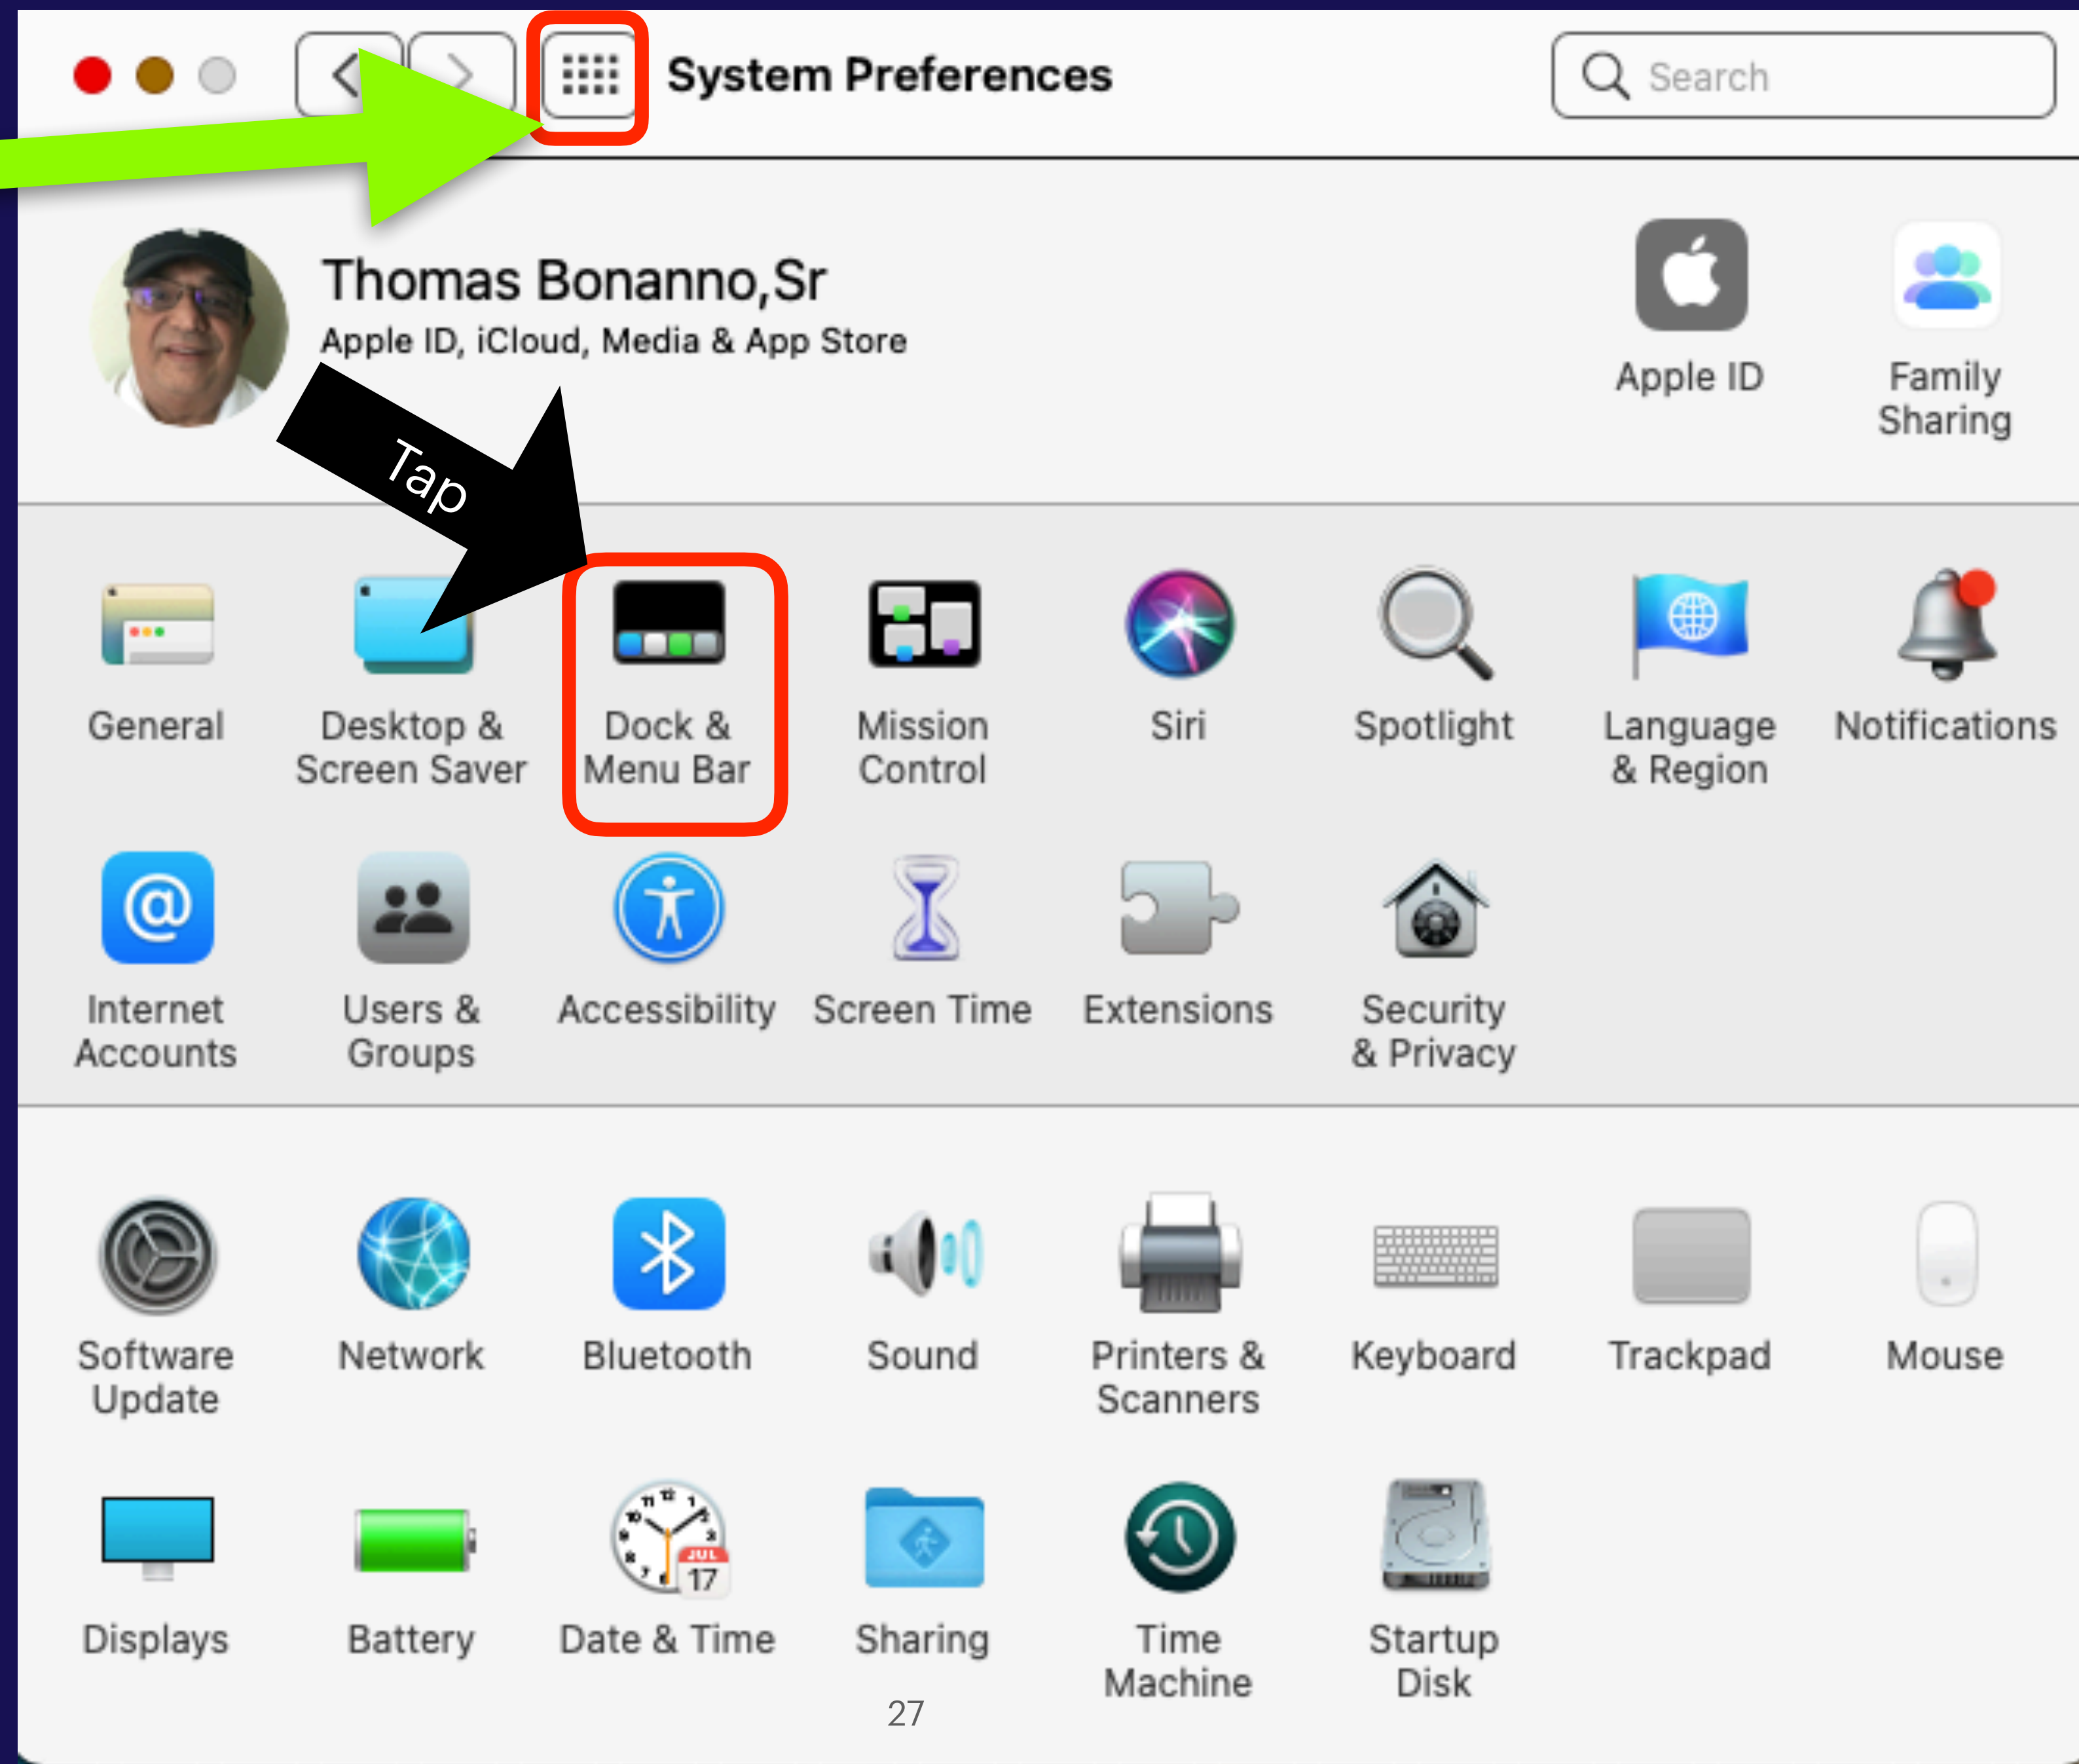 System Preferences
Search
Thomas Bonanno,Sr
Apple ID, iCloud, Media & App Store
Apple ID
Family
Sharing
Tap
General
Desktop &
Screen Saver
Dock &
Menu Bar
Mission
Control
Siri
Spotlight
Language
& Region
Notifications
Internet
Accounts
Users &
Groups
Accessibility
Screen Time
Extensions
Security
& Privacy
Software
Update
Network
Bluetooth
Sound
Printers &
Scanners
Keyboard
Trackpad
Mouse
JUL
17
Displays
Battery
Date & Time
Sharing
Time
Machine
Startup
Disk
27